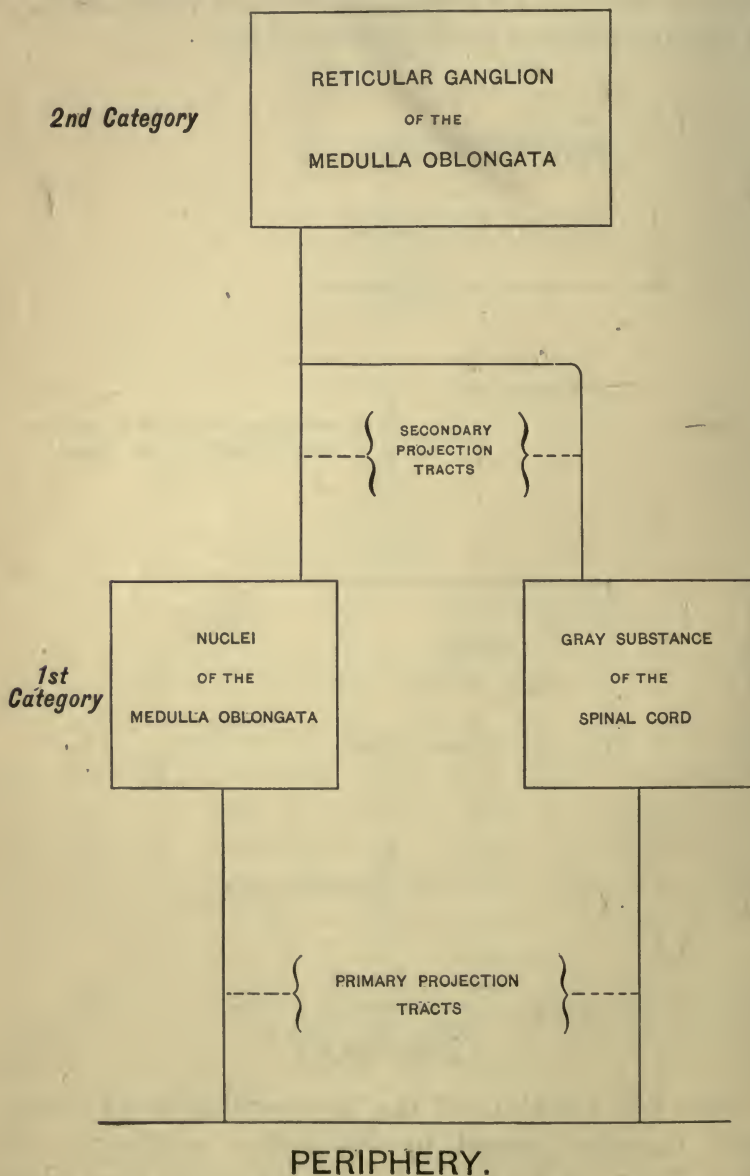 2nd Category
RETICULAR GANGLION
OF THE
MEDULLA OBLONGATA
SECONDARY
PROJECTION
TRACTS
1st
Category
NUCLEI
OF THE
MEDULLA OBLONGATA
GRAY SUBSTANCE
OF THE
SPINAL CORD
PRIMARY PROJECTION
TRACTS
PERIPHERY.